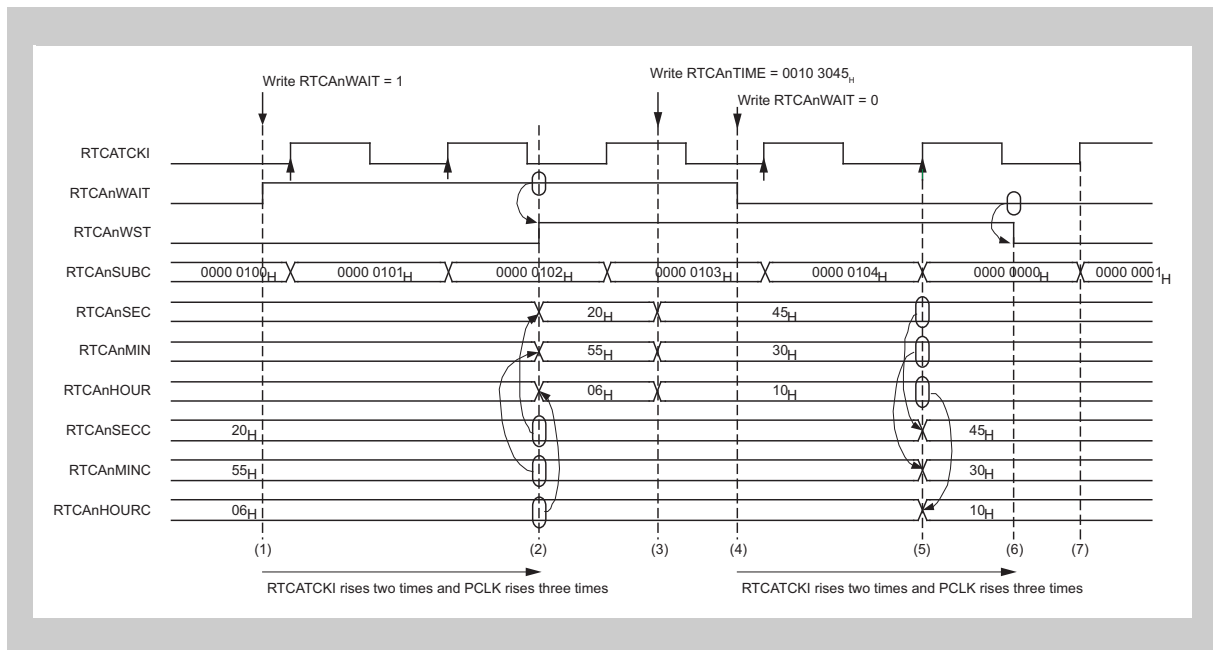 Write RTCAnWAIT = 1
Write RTCAnTIME = 0010 3045H
Write RTCAnWAIT = 0
RTCATCKI
RTCAnWAIT
RTCAnWST
RTCAnSUBC 0000 0100H 0000 0101H 0000 0102H 0000 0103H 0000 0104H 0000 0000H 0000 0001H
RTCAnSEC 20H 45H
RTCAnMIN 55H 30H
RTCAnHOUR 06H 10H
RTCAnSECC 20H 45H
RTCAnMINC 55H 30H
RTCAnHOURC 06H 10H
(1) (2) (3) (4) (5) (6) (7)
RTCATCKI rises two times and PCLK rises three times RTCATCKI rises two times and PCLK rises three times